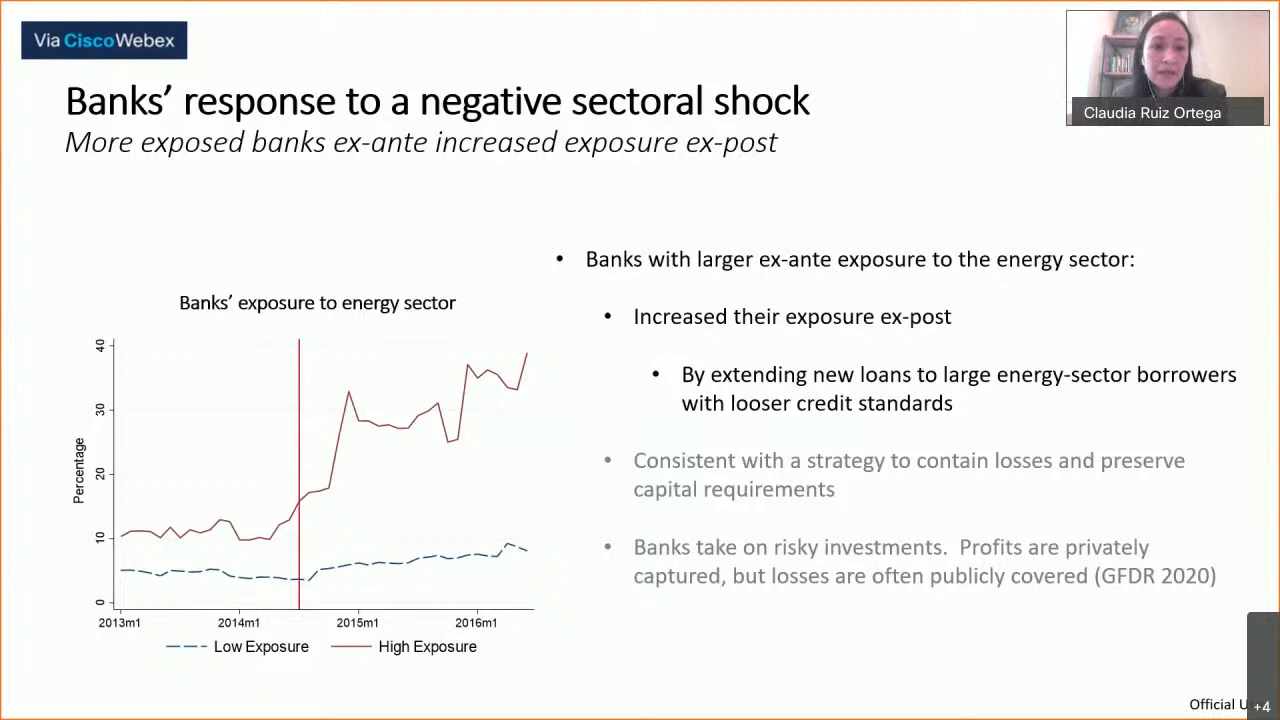 Via CiscoWebex
Claudia Ruiz Ortega
Banks' response to a negative sectoral shock
More exposed banks ex-ante increased exposure ex-post
• Banks with larger ex-ante exposure to the energy sector:
• Increased their exposure ex-post
• By extending new loans to large energy-sector borrowers
with looser credit standards
• Consistent with a strategy to contain losses and preserve
capital requirements
• Banks take on risky investments. Profits are privately
captured, but losses are often publicly covered (GFDR 2020)
Banks' exposure to energy sector
Percentage
40
30
20
10
0
2013m1 2014m1 2015m1 2016m1
Low Exposure High Exposure
Official
+4